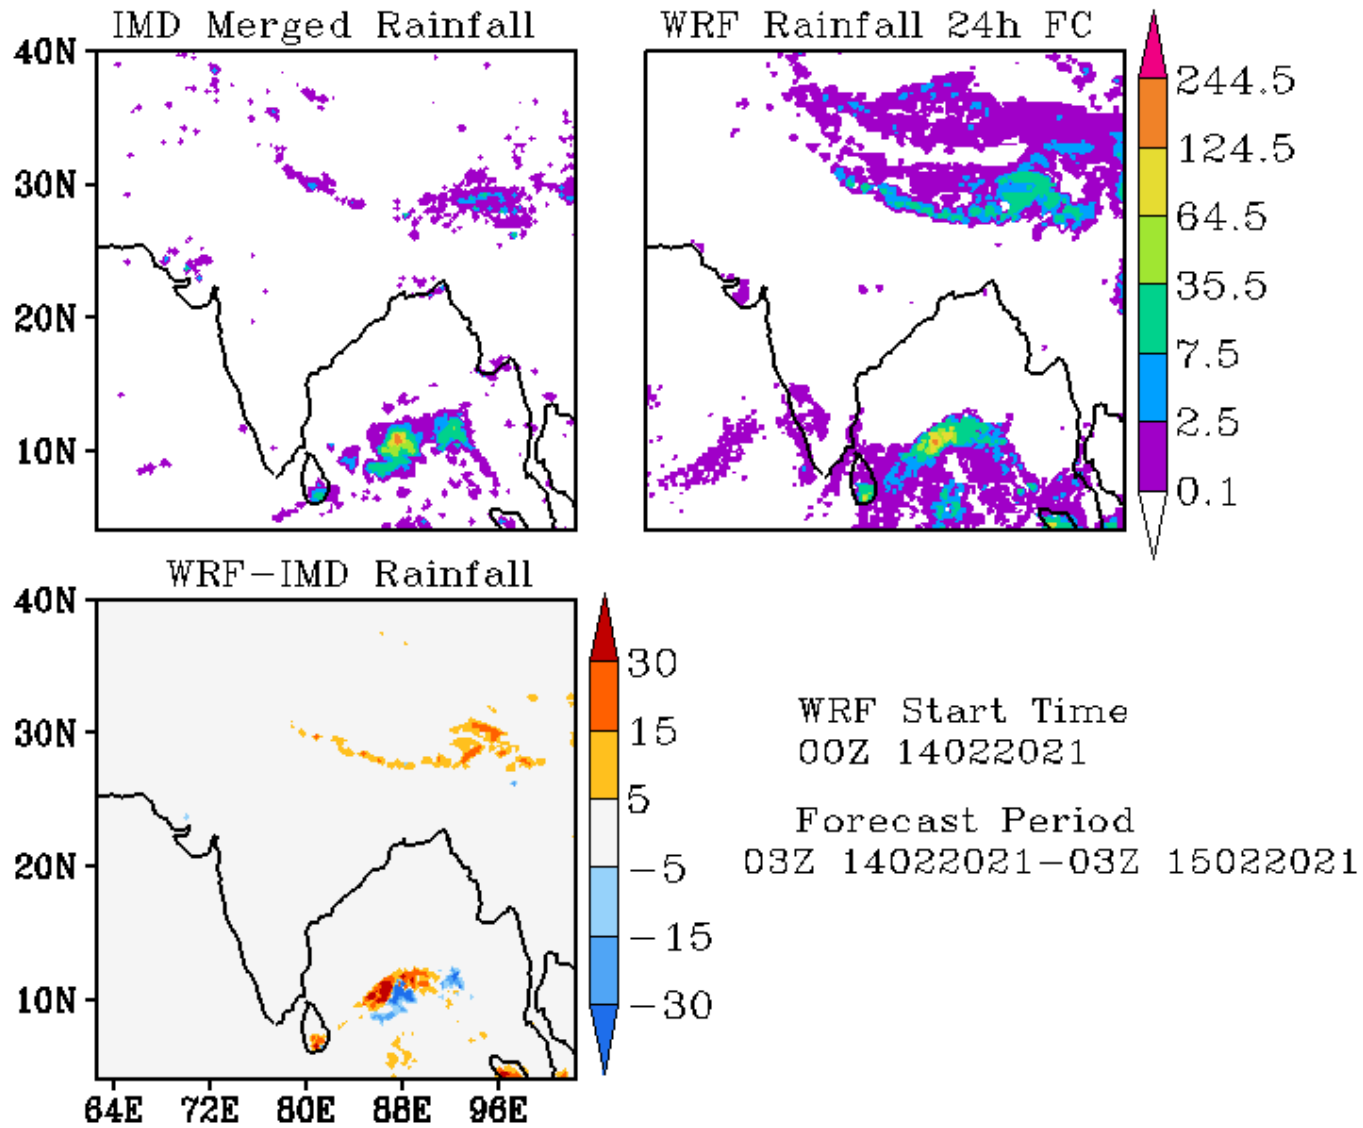 IMD Merged Rainfall
WRF Rainfall 24h FC
40N
30N
20N
10N
244.5
124.5
64.5
35.5
7.5
2.5
0.1
WRF-IMD Rainfall
40N
30N
20N
10N
64E 72E 80E 88E 96E
30
15
5
-5
-15
-30
WRF Start Time
00Z 14022021
Forecast Period
03Z 14022021-03Z 15022021